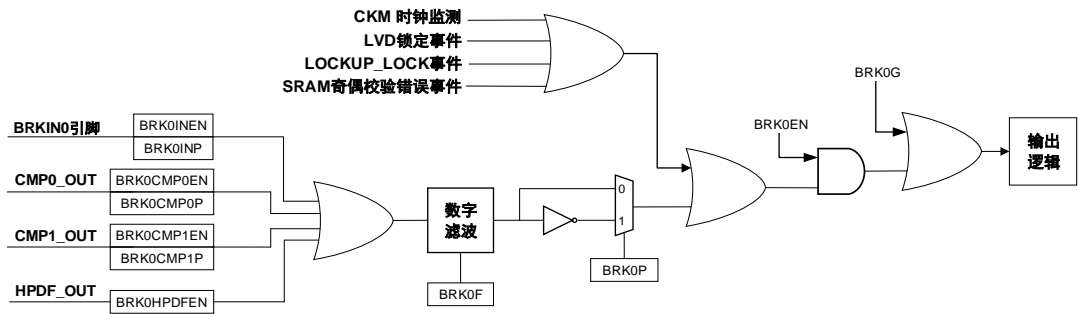 CKM 时钟监测
LVD锁定事件
LOCKUP_LOCK事件
SRAM奇偶校验错误事件
BRK0G
BRK0EN
BRKIN0引脚
BRK0INEN
BRK0INP
输出
逻辑
CMP0_OUT
BRK0CMP0EN
BRK0CMP0P
数字
滤波
0
1
CMP1_OUT
BRK0CMP1EN
BRK0CMP1P
BRK0P
HPDF_OUT
BRK0HPDFEN
BRK0F